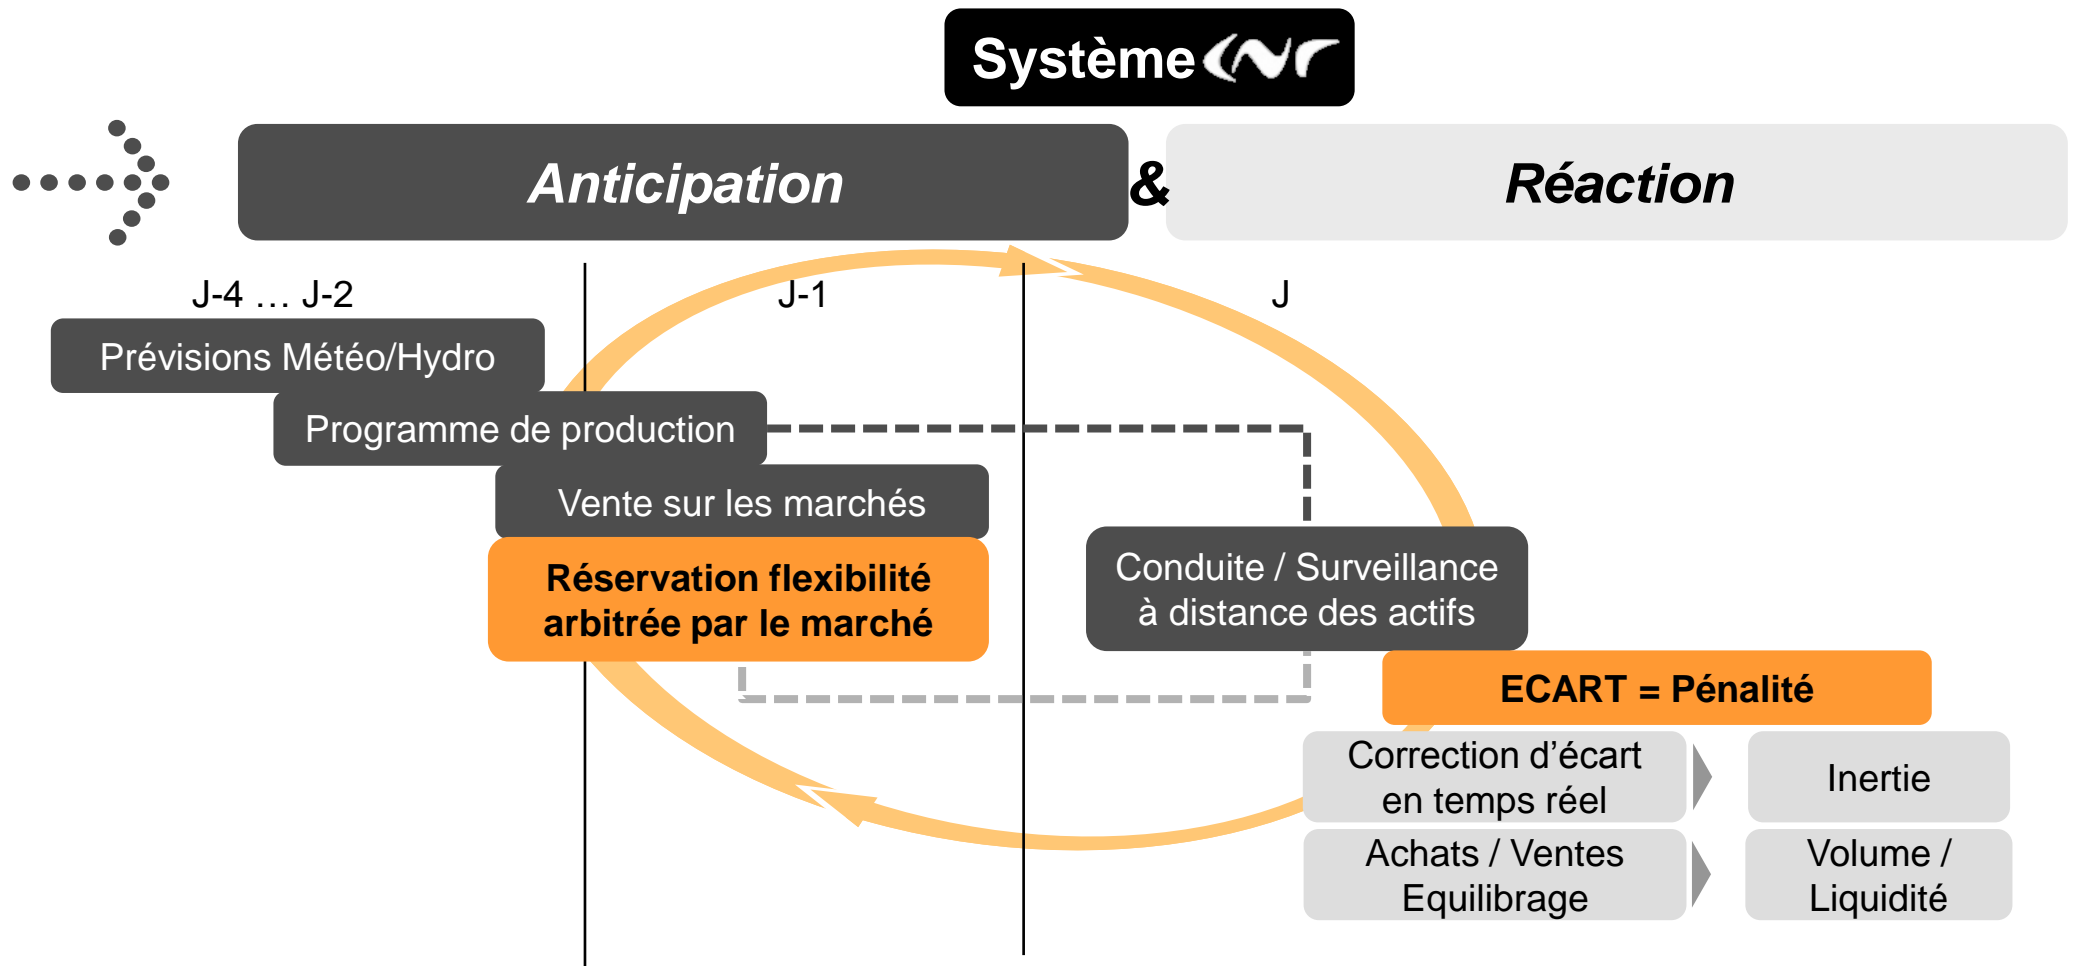 Système cnr
Anticipation
&
Réaction
J-4 … J-2
J-1
J
Prévisions Météo/Hydro
Programme de production
Vente sur les marchés
Réservation flexibilité
arbitrée par le marché
Conduite / Surveillance
à distance des actifs
ECART = Pénalité
Correction d’écart
en temps réel
Inertie
Achats / Ventes
Equilibrage
Volume /
Liquidité